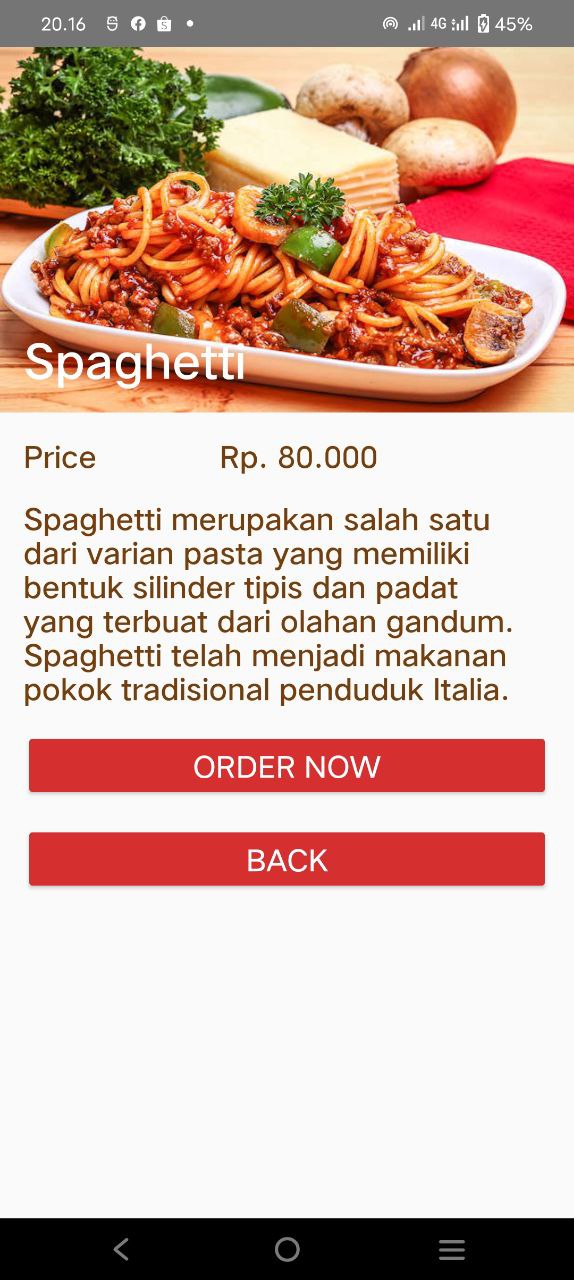 20.16
4G
45%
Spaghetti
Price Rp. 80.000
Spaghetti merupakan salah satu
dari varian pasta yang memiliki
bentuk silinder tipis dan padat
yang terbuat dari olahan gandum.
Spaghetti telah menjadi makanan
pokok tradisional penduduk Italia.
ORDER NOW
BACK